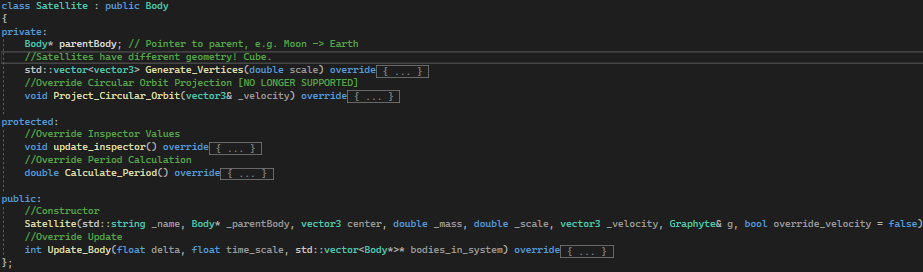 class Satellite : public Body
{
private:
Body* parentBody; // Pointer to parent, e.g. Moon -> Earth
//Satellites have different geometry! Cube.
std::vector<vector3> Generate_Vertices(double scale) override{ ... }
//Override Circular Orbit Projection [NO LONGER SUPPORTED]
void Project_Circular_Orbit(vector3& _velocity) override{ ... }
protected:
//Override Inspector Values
void update_inspector() override{ ... }
//Override Period Calculation
double Calculate_Period() override{ ... }
public:
//Constructor
Satellite(std::string _name, Body* _parentBody, vector3 center, double _mass, double _scale, vector3 _velocity, Graphyte& g, bool override_velocity = false)
//Override Update
int Update_Body(float delta, float time_scale, std::vector<Body*>* bodies_in_system) override{ ... }
};